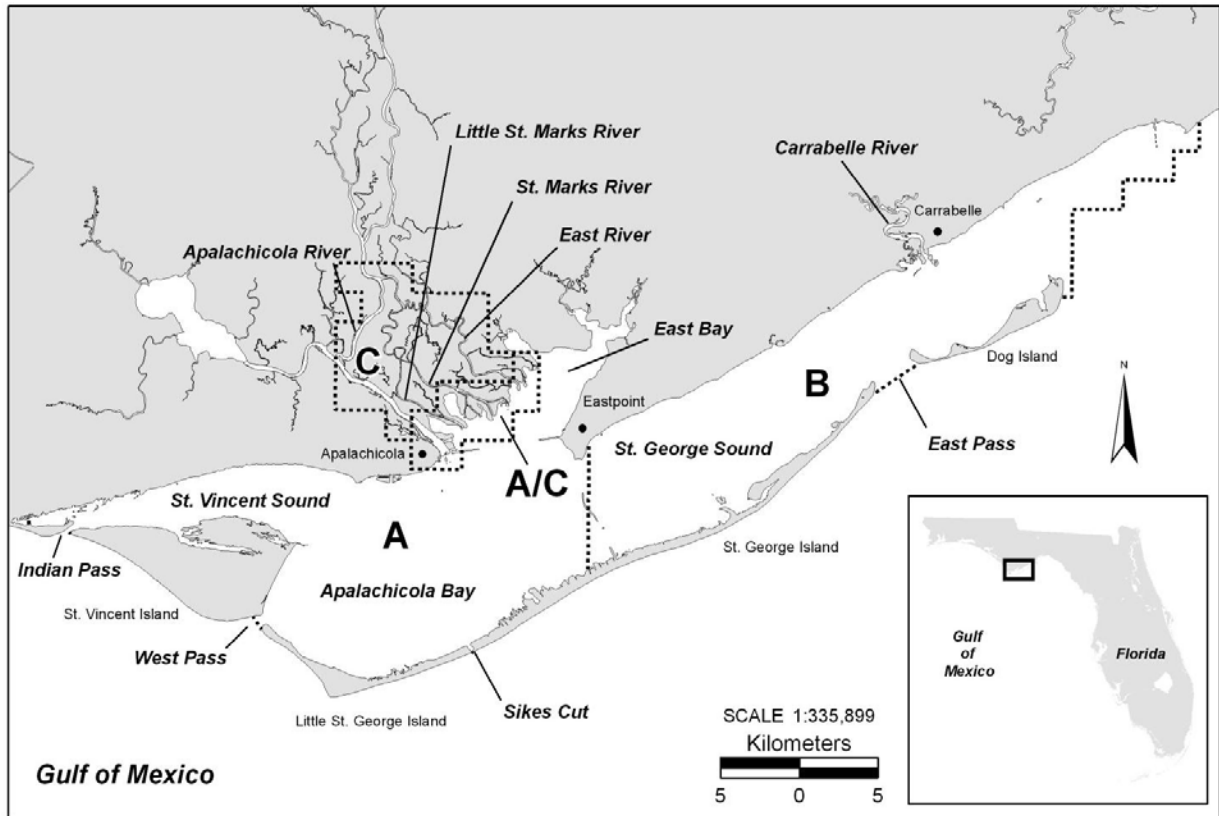 Little St. Marks River
St. Marks River
Carrabelle River
East River
Carrabelle
Apalachicola River
East Bay
C
Dog Island
B
N
Eastpoint
East Pass
St. George Sound
Apalachicola
A/C
St. Vincent Sound
A
St. George Island
Indian Pass
Apalachicola Bay
St. Vincent Island
West Pass
Sikes Cut
Little St. George Island
SCALE 1:335,899
Kilometers
5 0 5
Gulf of Mexico
Gulf
of
Mexico
Florida